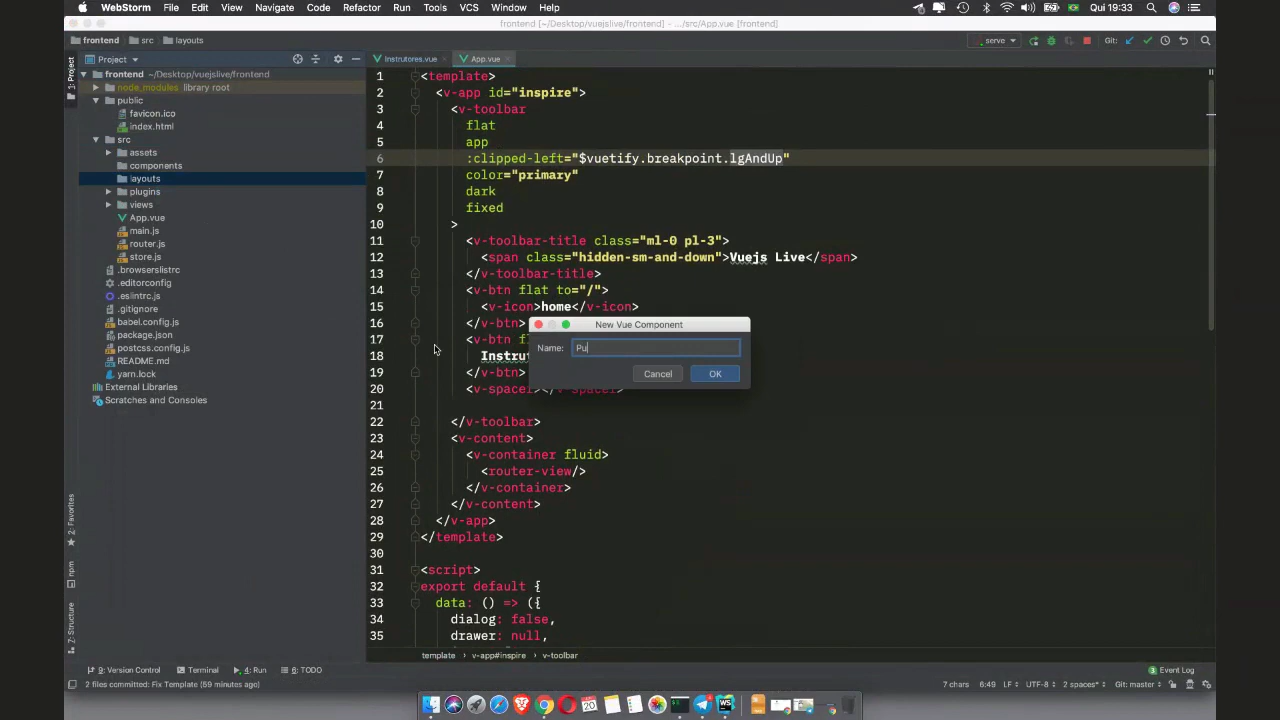 WebStorm File Edit View Navigate Code Refactor Run Tools VCS Window Help Qui 19:33
frontend [~/Desktop/vuejslive/frontend] - .../src/App.vue [frontend]
frontend src layouts serve Git:
Project Instrutores.vue App.vue
1: Project
frontend ~/Desktop/vuejslive/frontend
node_modules library root
public
favicon.ico
index.html
src
assets
components
layouts
plugins
views
App.vue
main.js
router.js
store.js
.browserslistrc
.editorconfig
.eslintrc.js
.gitignore
babel.config.js
package.json
postcss.config.js
README.md
yarn.lock
External Libraries
Scratches and Consoles
1 <template>
2 <v-app id="inspire">
3 <v-toolbar
4 flat
5 app
6 :clipped-left="$vuetify.breakpoint.lgAndUp"
7 color="primary"
8 dark
9 fixed
10 >
11 <v-toolbar-title class="ml-0 pl-3">
12 <span class="hidden-sm-and-down">Vuejs Live</span>
13 </v-toolbar-title>
14 <v-btn flat to="/">
15 <v-icon>home</v-icon>
16 </v-btn>
17 <v-btn f
18 Instru
19 </v-btn>
20 <v-spacer></v-spacer>
21
22 </v-toolbar>
23 <v-content>
24 <v-container fluid>
25 <router-view/>
26 </v-container>
27 </v-content>
28 </v-app>
29 </template>
30
31 <script>
32 export default {
33 data: () => ({
34 dialog: false,
35 drawer: null,
New Vue Component
Name: Pu
Cancel OK
2: Favorites
npm
7: Structure
template v-app#inspire v-toolbar
9: Version Control Terminal 4: Run 6: TODO 3 Event Log
2 files committed: Fix Template (59 minutes ago) 7 chars 6:49 LF UTF-8 2 spaces* Git: master
20
WS